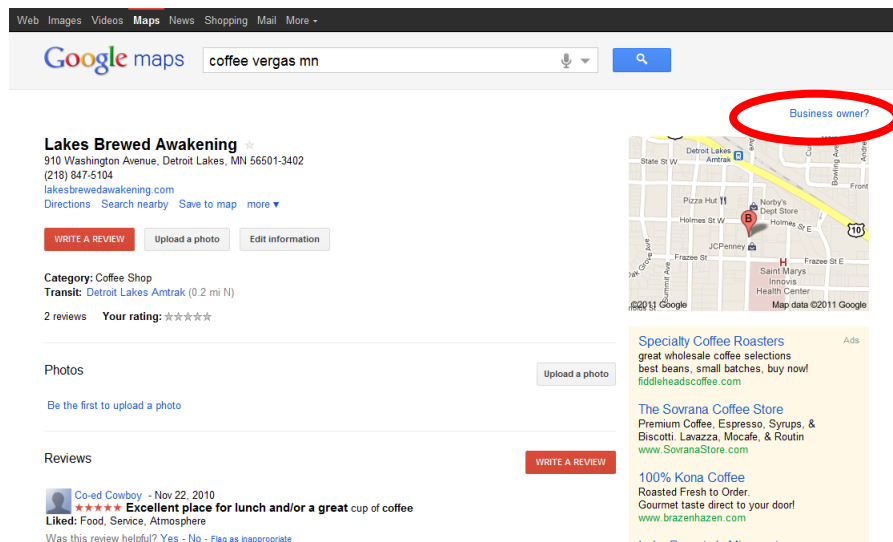 Web Images Videos Maps News Shopping Mail More
Google maps
coffee vergas mn
Business owner?
Lakes Brewed Awakening
910 Washington Avenue, Detroit Lakes, MN 56501-3402
(218) 847-5104
lakesbrewedawakening.com
Directions Search nearby Save to map more ▼
WRITE A REVIEW Upload a photo Edit information
Category: Coffee Shop
Transit: Detroit Lakes Amtrak (0.2 mi N)
2 reviews Your rating:
Photos
Upload a photo
Be the first to upload a photo
Reviews
WRITE A REVIEW
Co-ed Cowboy - Nov 22, 2010
★★★★★ Excellent place for lunch and/or a great cup of coffee
Liked: Food, Service, Atmosphere
Was this review helpful? Yes - No - Flag as inappropriate
Detroit Lakes
Amtrak
State St W
Bowling Ave
Front
Pizza Hut
Norby's
Dept Store
Holmes St W
B
Holmes St E
10
JCPenney
Frazee St
H
Frazee St E
Saint Marys
Innovis
Health Center
Summit Ave
©2011 Google
Map data ©2011 Google
Specialty Coffee Roasters
Ads
great wholesale coffee selections
best beans, small batches, buy now!
fiddleheadscoffee.com
The Sovrana Coffee Store
Premium Coffee, Espresso, Syrups, &
Biscotti. Lavazza, Mocafe, & Routin
www.SovranaStore.com
100% Kona Coffee
Roasted Fresh to Order.
Gourmet taste direct to your door!
www.brazenhazen.com